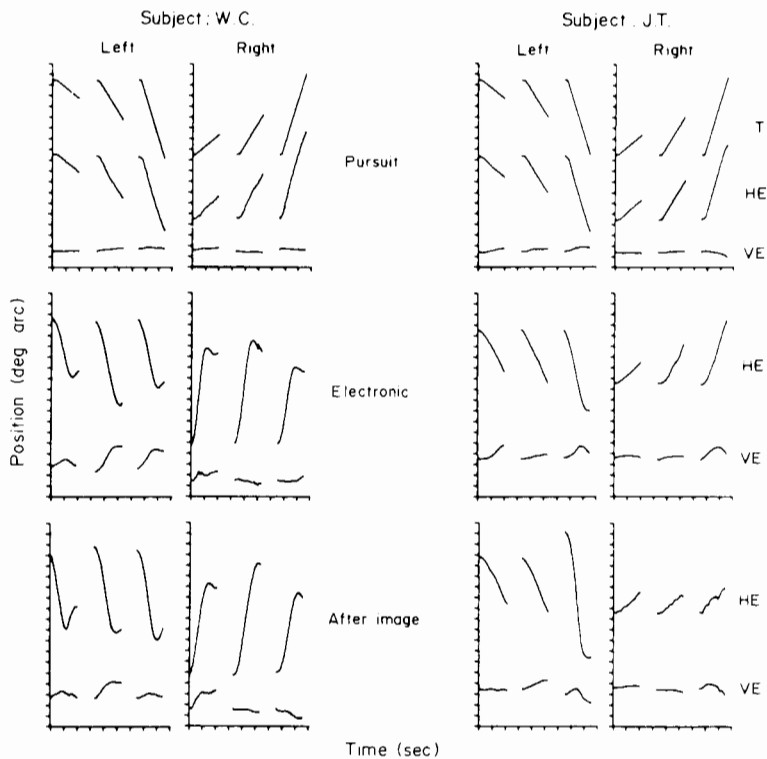 Subject: W.C.
Subject. J.T.
Left
Right
Left
Right
T
Pursuit
HE
VE
Position (deg arc)
HE
Electronic
VE
HE
After image
VE
Time (sec)